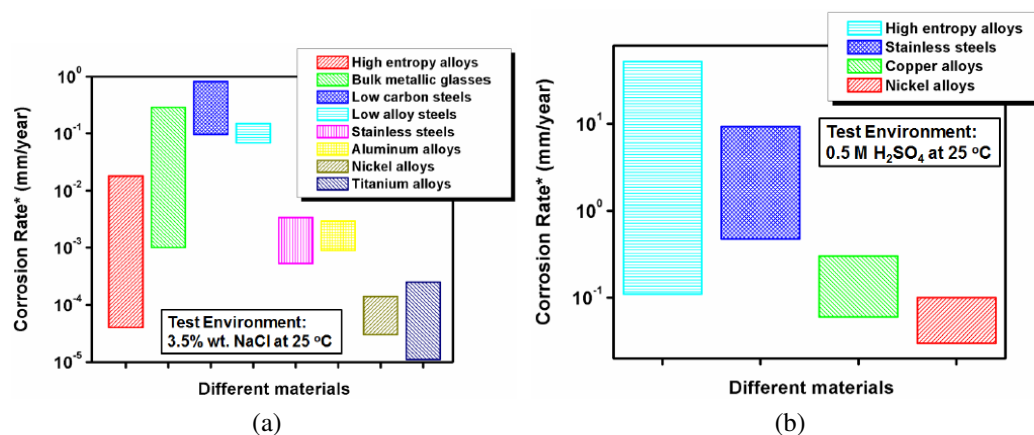 High entropy alloys
Bulk metallic glasses
Low carbon steels
Low alloy steels
Stainless steels
Aluminum alloys
Nickel alloys
Titanium alloys
Corrosion Rate* (mm/year)
10⁰
10⁻¹
10⁻²
10⁻³
10⁻⁴
10⁻⁵
Test Environment:
3.5% wt. NaCl at 25 °C
Different materials
(a)
High entropy alloys
Stainless steels
Copper alloys
Nickel alloys
Corrosion Rate* (mm/year)
10¹
10⁰
10⁻¹
Test Environment:
0.5 M H₂SO₄ at 25 °C
Different materials
(b)